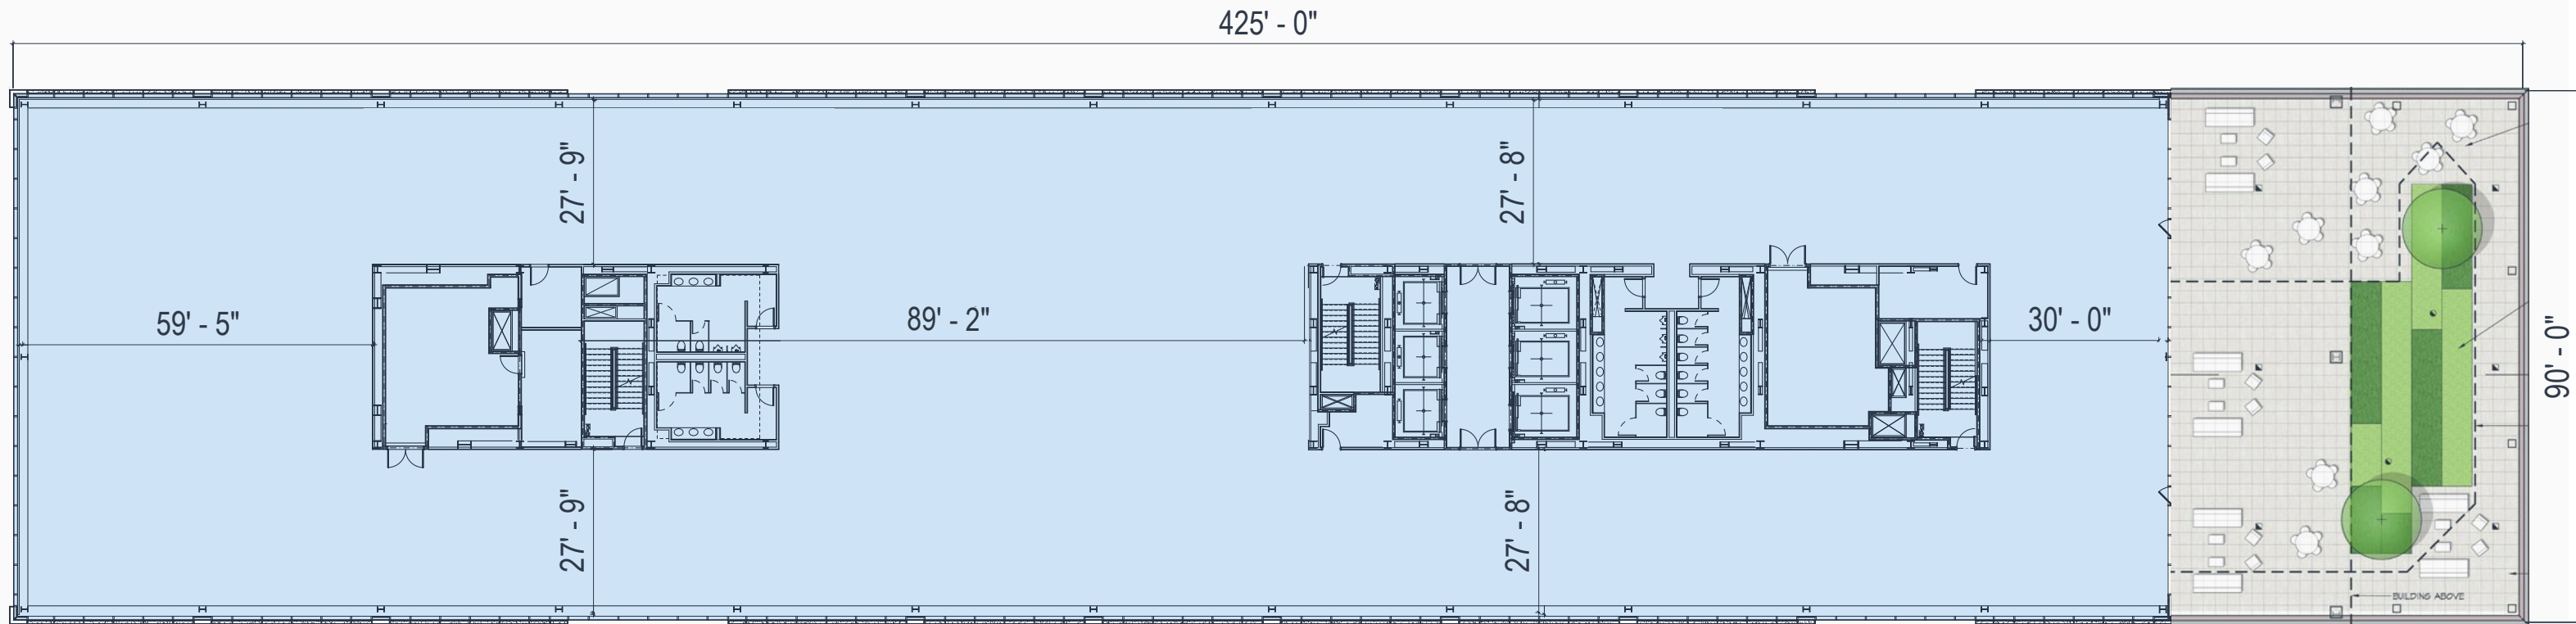 425' - 0"
27' - 9"
27' - 8"
59' - 5"
89' - 2"
30' - 0"
90' - 0"
27' - 9"
27' - 8"
BUILDING ABOVE